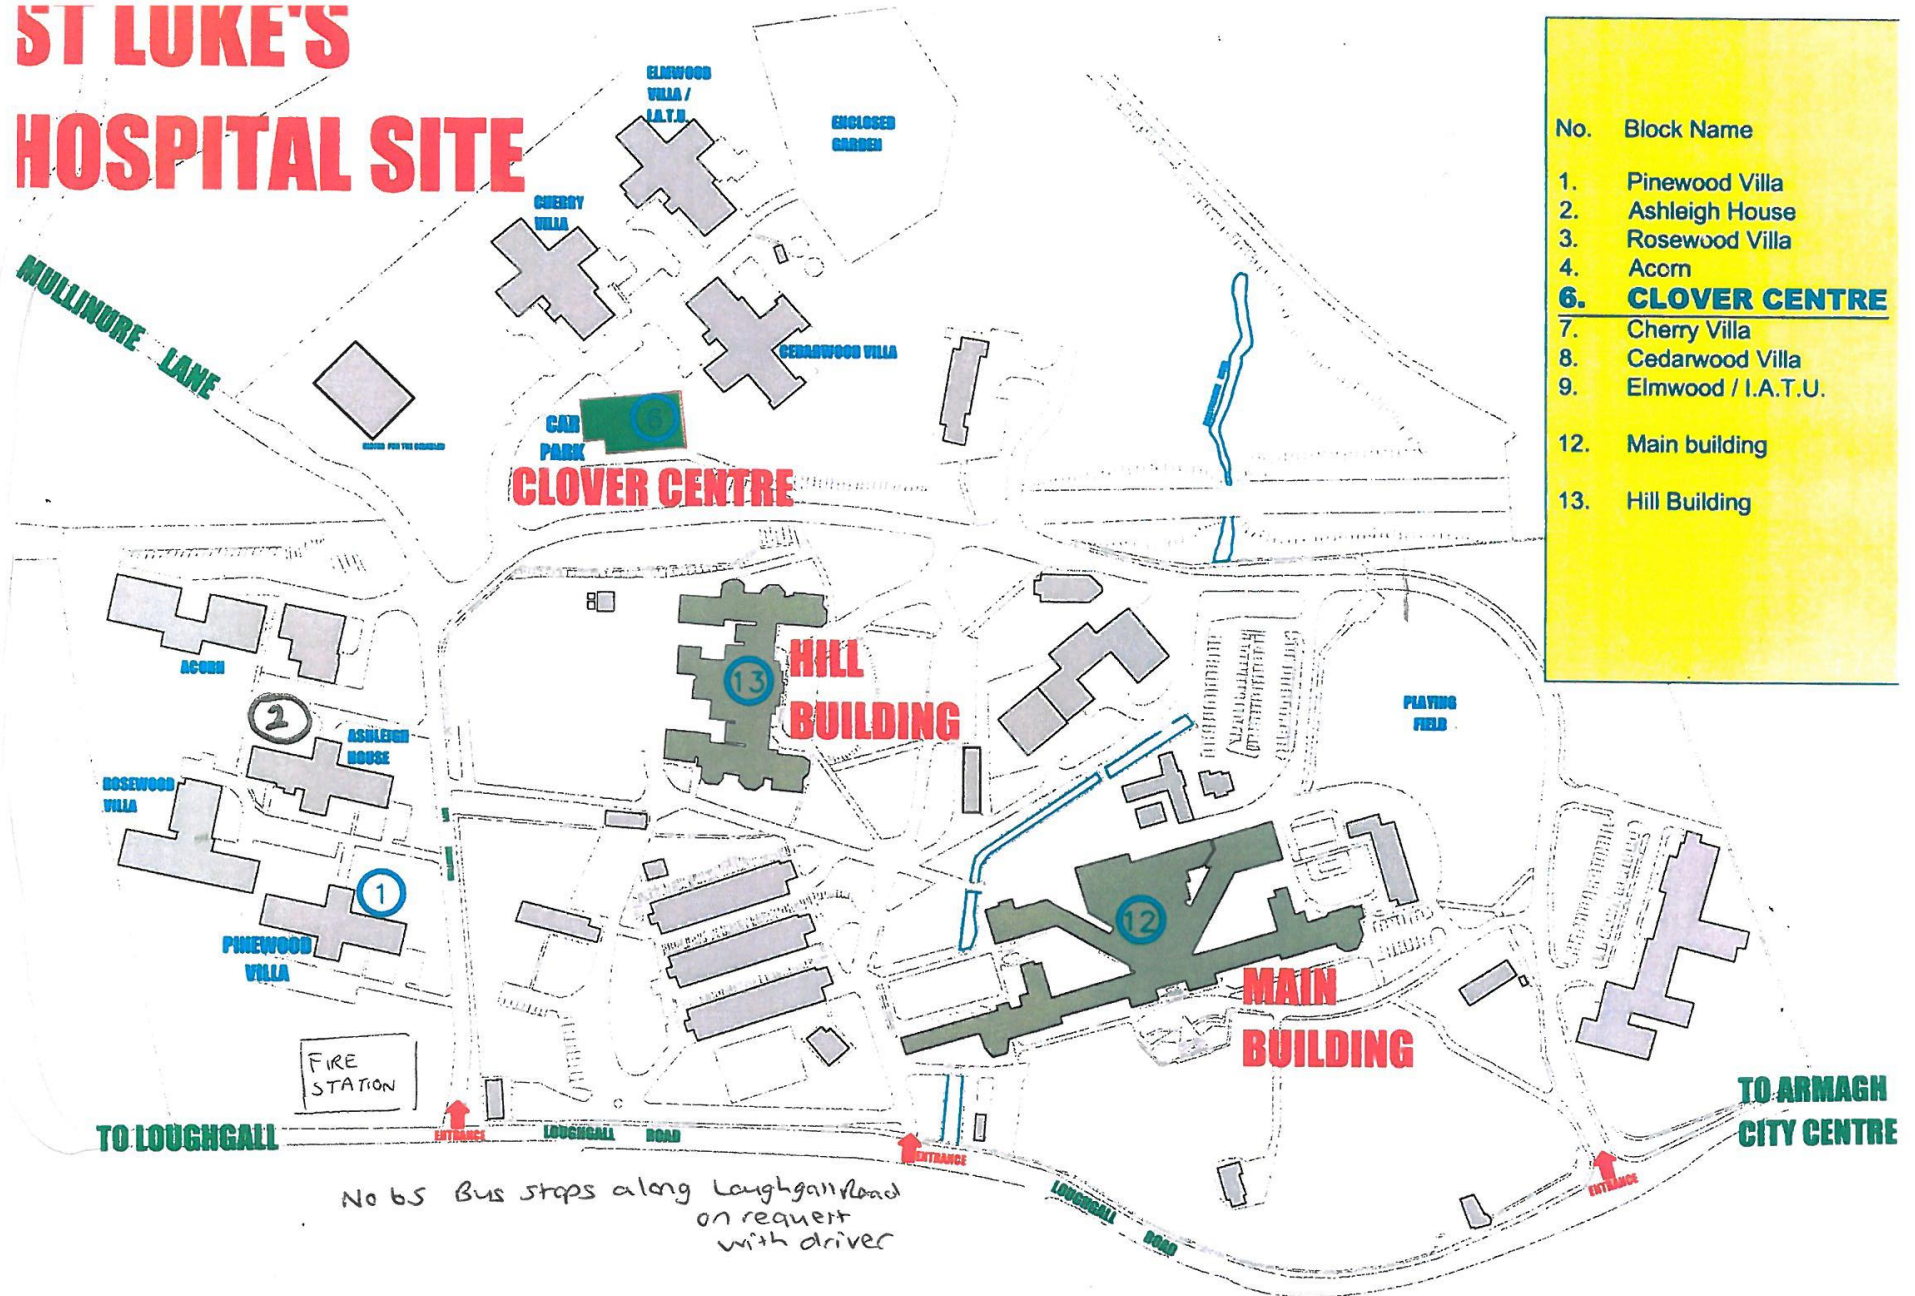 ST LUKE'S
HOSPITAL SITE
ELMWOOD
VILLA /
I.A.T.U.
ENCLOSED
GARDEN
CHERRY
VILLA
MULLINURE LANE
CEDARWOOD VILLA
6
CAR
PARK
CLOVER CENTRE
No. Block Name
1. Pinewood Villa
2. Ashleigh House
3. Rosewood Villa
4. Acorn
6. CLOVER CENTRE
7. Cherry Villa
8. Cedarwood Villa
9. Elmwood / I.A.T.U.
12. Main building
13. Hill Building
ACORN
2
ASHLEIGH
HOUSE
ROSEWOOD
VILLA
1
PINEWOOD
VILLA
13
HILL
BUILDING
PLAYING
FIELD
12
MAIN
BUILDING
FIRE
STATION
TO LOUGHGALL
ENTRANCE
LOUGHGALL ROAD
ENTRANCE
LOUGHGALL ROAD
ENTRANCE
TO ARMAGH
CITY CENTRE
No 65 Bus stops along Loughgall Road
on request
with driver